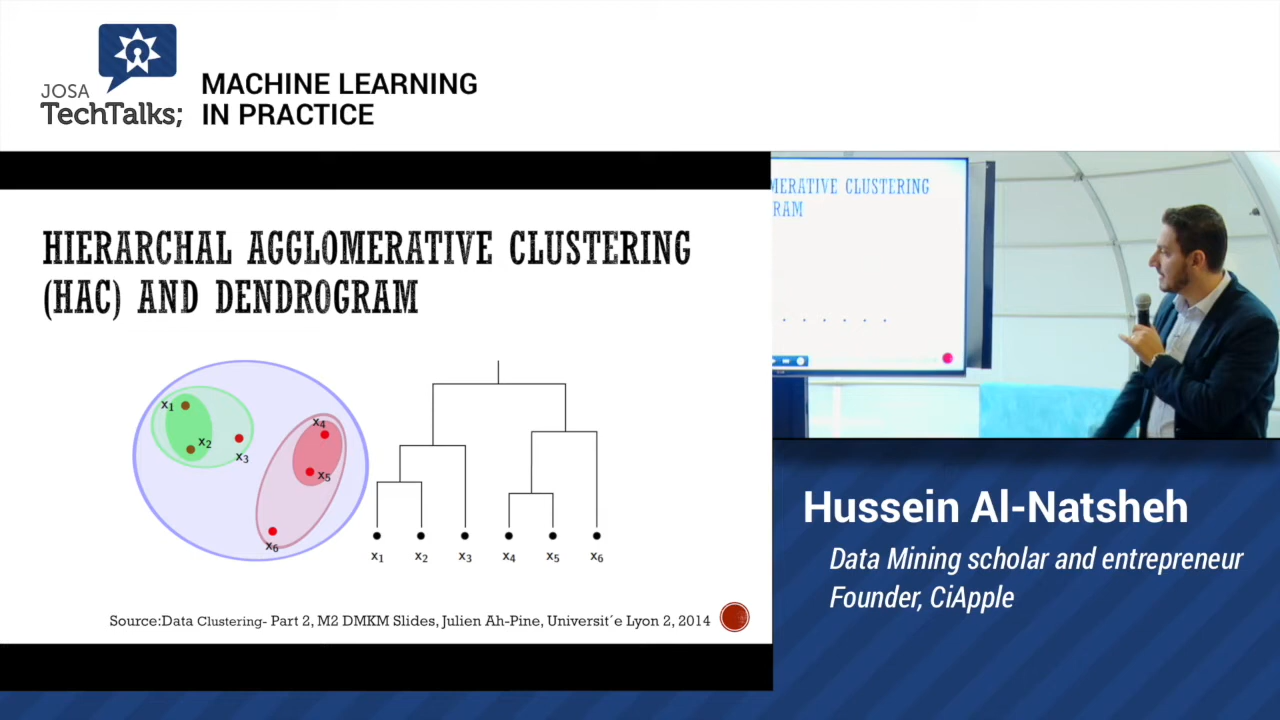 JOSA
TechTalks;
MACHINE LEARNING
IN PRACTICE
HIERARCHAL AGGLOMERATIVE CLUSTERING
(HAC) AND DENDROGRAM
x1
x2
x3
x4
x5
x6
x1 x2 x3 x4 x5 x6
Source:Data Clustering- Part 2, M2 DMKM Slides, Julien Ah-Pine, Universit´e Lyon 2, 2014
MERATIVE CLUSTERING
RAM
Hussein Al-Natsheh
Data Mining scholar and entrepreneur
Founder, CiApple